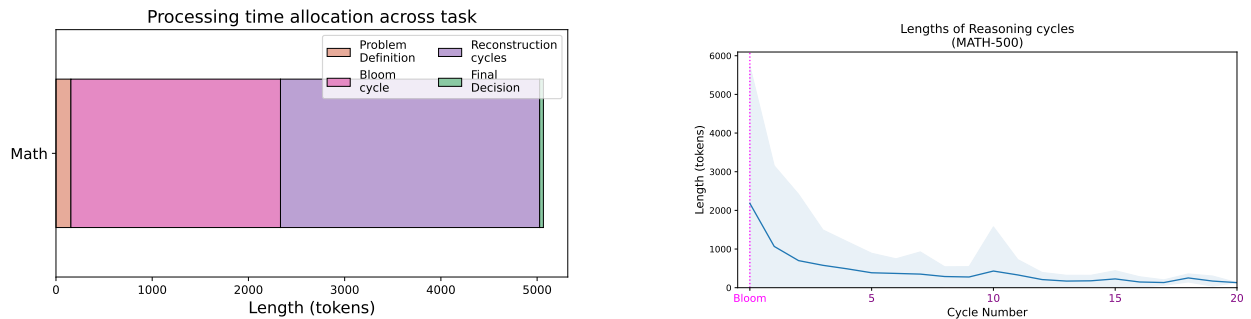 Processing time allocation across task
Problem
Definition
Bloom
cycle
Reconstruction
cycles
Final
Decision
Math
0 1000 2000 3000 4000 5000
Length (tokens)
Lengths of Reasoning cycles
(MATH-500)
6000
5000
4000
3000
2000
1000
0
Length (tokens)
Bloom 5 10 15 20
Cycle Number